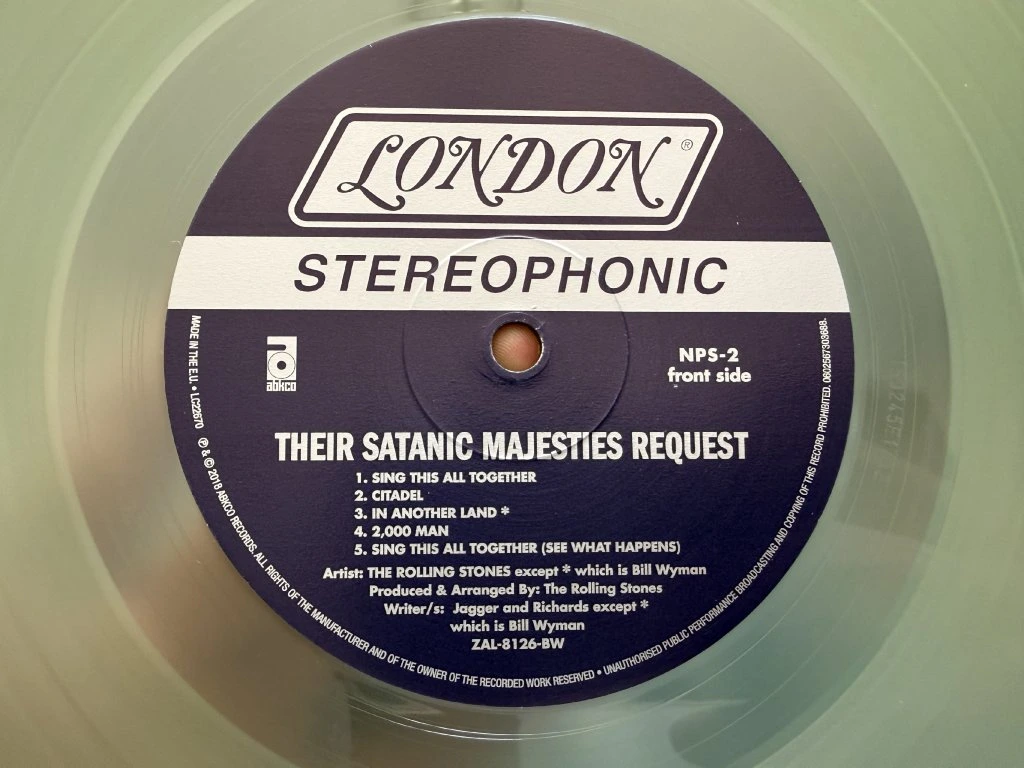 LONDON ®
STEREOPHONIC
abkco
NPS-2
front side
THEIR SATANIC MAJESTIES REQUEST
1. SING THIS ALL TOGETHER
2. CITADEL
3. IN ANOTHER LAND *
4. 2,000 MAN
5. SING THIS ALL TOGETHER (SEE WHAT HAPPENS)
Artist: THE ROLLING STONES except * which is Bill Wyman
Produced & Arranged By: The Rolling Stones
Writer/s: Jagger and Richards except *
which is Bill Wyman
ZAL-8126-BW
MADE IN THE E.U. • LC22670 ℗ & © 2018 ABKCO RECORDS. ALL RIGHTS OF THE MANUFACTURER AND OF THE OWNER OF THE RECORDED WORK RESERVED • UNAUTHORISED PUBLIC PERFORMANCE BROADCASTING AND COPYING OF THIS RECORD PROHIBITED. 0602567303688.